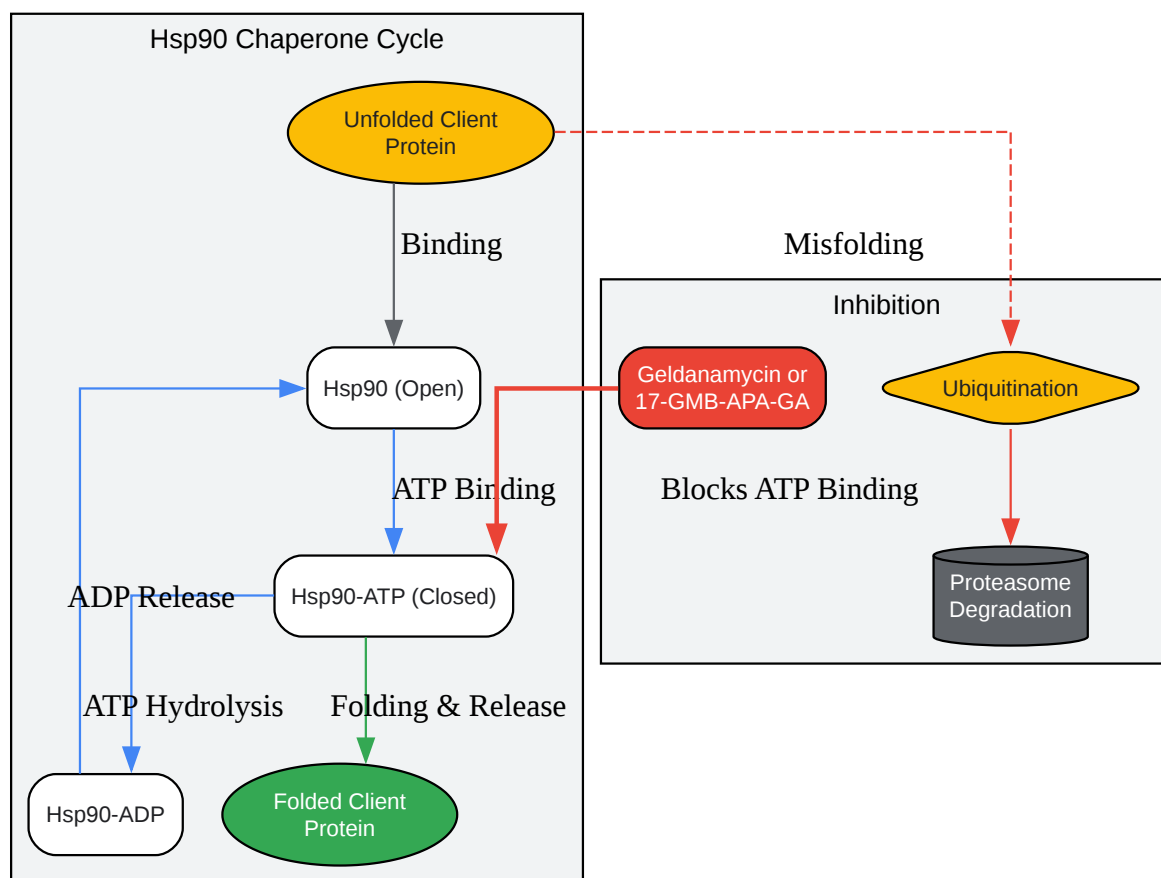 Hsp90 Chaperone Cycle
Unfolded Client
Protein
Binding
Misfolding
Inhibition
Hsp90 (Open)
Geldanamycin or
17-GMB-APA-GA
Ubiquitination
ATP Binding
Blocks ATP Binding
ADP Release
Hsp90-ATP (Closed)
Proteasome
Degradation
ATP Hydrolysis
Folding & Release
Hsp90-ADP
Folded Client
Protein